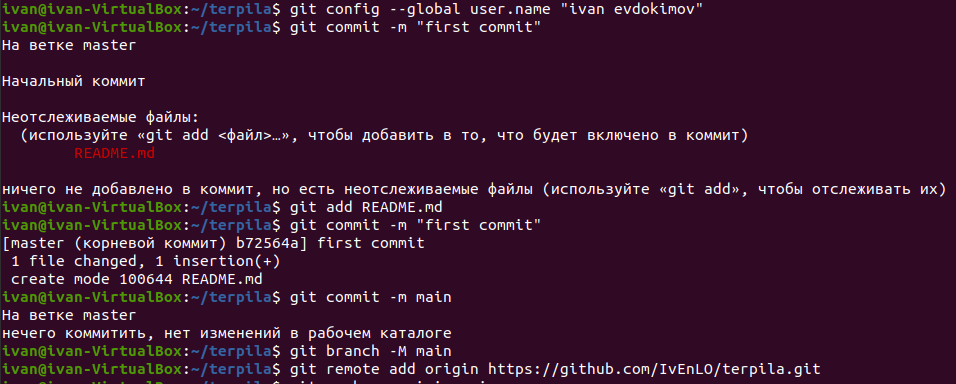 ivan@ivan-VirtualBox:~/terpila$ git config --global user.name "ivan evdokimov"
ivan@ivan-VirtualBox:~/terpila$ git commit -m "first commit"
На ветке master
Начальный коммит
Неотслеживаемые файлы:
  (используйте «git add <файл>…», чтобы добавить в то, что будет включено в коммит)
        README.md
ничего не добавлено в коммит, но есть неотслеживаемые файлы (используйте «git add», чтобы отслеживать их)
ivan@ivan-VirtualBox:~/terpila$ git add README.md
ivan@ivan-VirtualBox:~/terpila$ git commit -m "first commit"
[master (корневой коммит) b72564a] first commit
 1 file changed, 1 insertion(+)
 create mode 100644 README.md
ivan@ivan-VirtualBox:~/terpila$ git commit -m main
На ветке master
нечего коммитить, нет изменений в рабочем каталоге
ivan@ivan-VirtualBox:~/terpila$ git branch -M main
ivan@ivan-VirtualBox:~/terpila$ git remote add origin https://github.com/IvEnLO/terpila.git